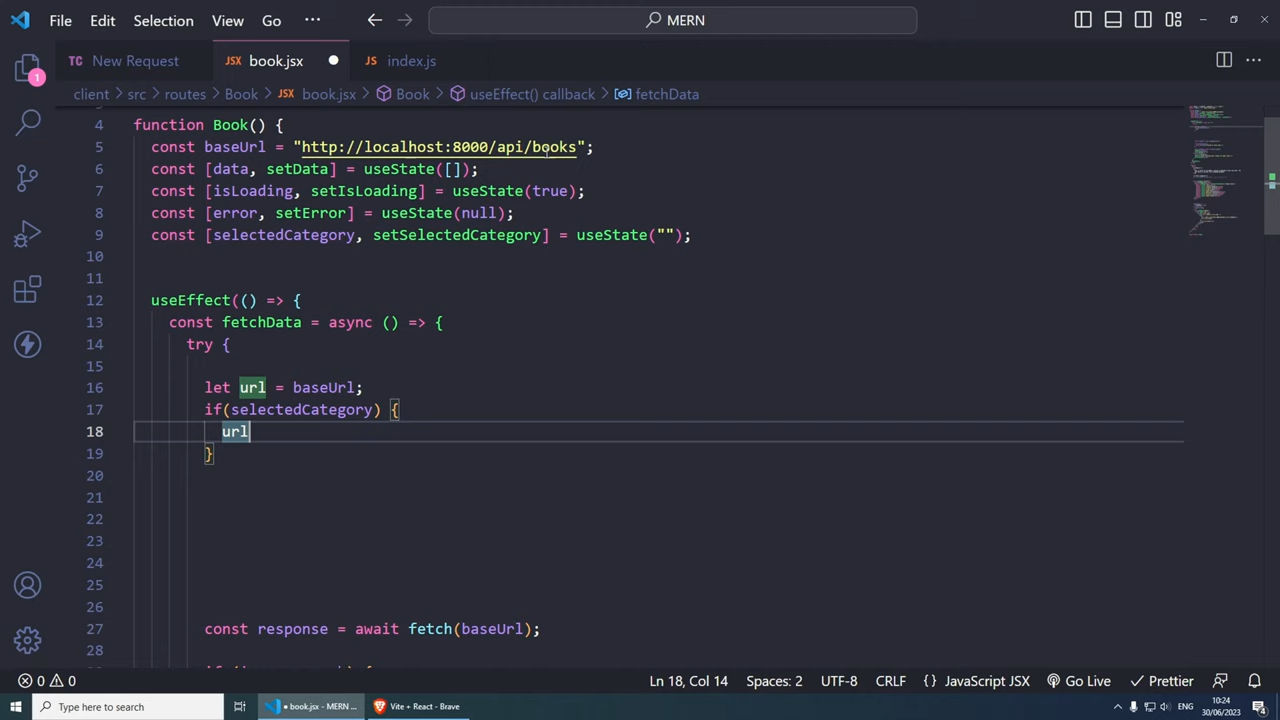 File Edit Selection View Go ··· MERN
TC New Request JSX book.jsx JS index.js
client > src > routes > Book > JSX book.jsx > Book > useEffect() callback > fetchData
1
4 function Book() {
5 const baseUrl = "http://localhost:8000/api/books";
6 const [data, setData] = useState([]);
7 const [isLoading, setIsLoading] = useState(true);
8 const [error, setError] = useState(null);
9 const [selectedCategory, setSelectedCategory] = useState("");
10
11
12 useEffect(() => {
13 const fetchData = async () => {
14 try {
15
16 let url = baseUrl;
17 if(selectedCategory) {
18 url
19 }
20
21
22
23
24
25
26
27 const response = await fetch(baseUrl);
28
0 0 Ln 18, Col 14 Spaces: 2 UTF-8 CRLF {} JavaScript JSX Go Live Prettier
Type here to search book.jsx - MERN ... Vite + React - Brave ENG 10:24 30/06/2023 4